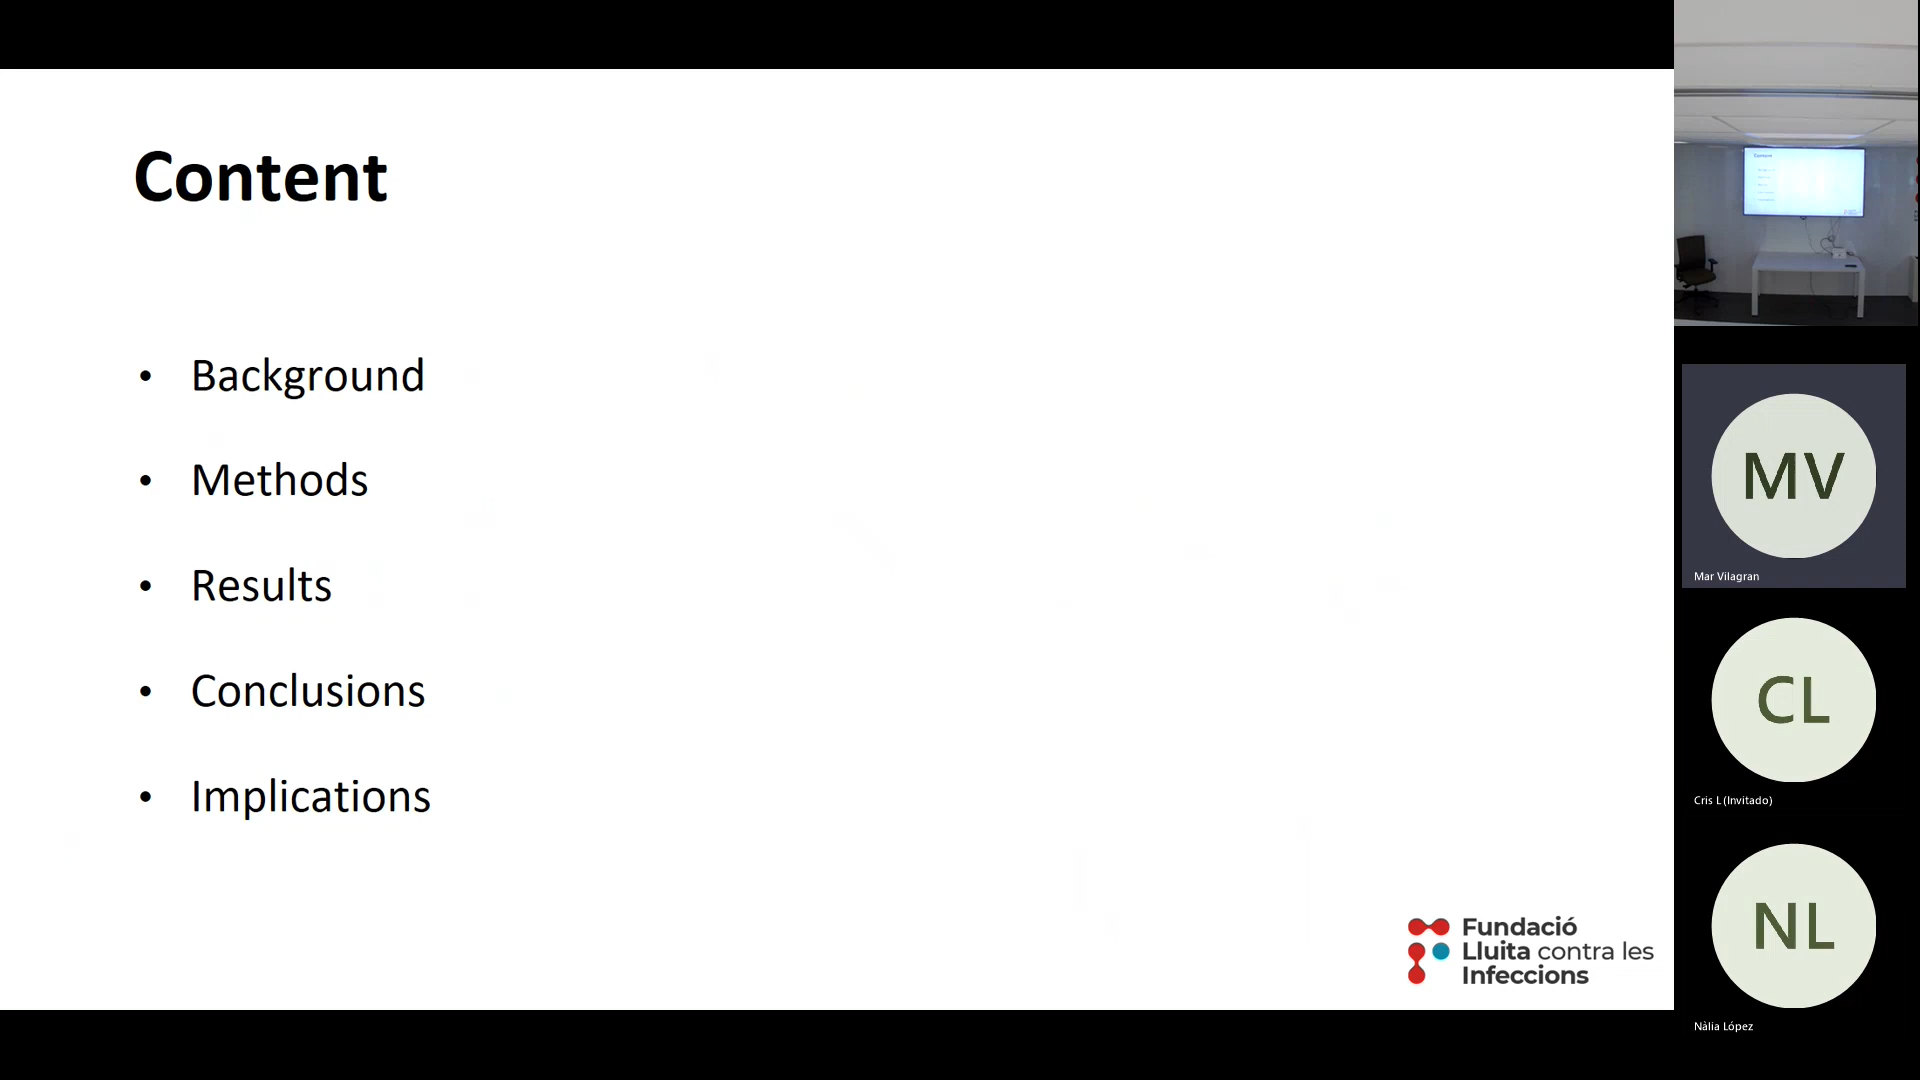 Content
• Background
• Methods
• Results
• Conclusions
• Implications
Fundació
Lluita contra les
Infeccions
MV
Mar Vilagran
CL
Cris L (Invitado)
NL
Nàlia López